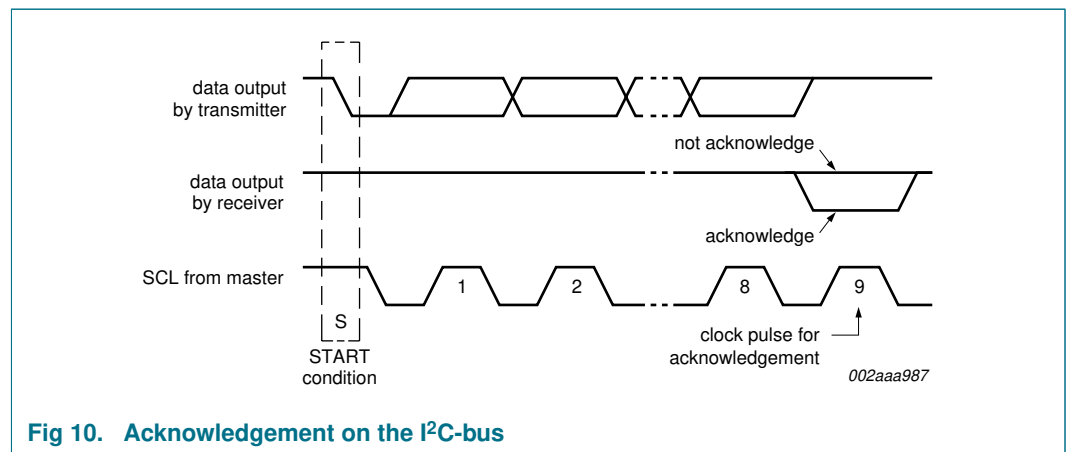 data output
by transmitter
not acknowledge
data output
by receiver
acknowledge
SCL from master
1
2
8
9
S
START
condition
clock pulse for
acknowledgement
002aaa987
Fig 10. Acknowledgement on the I²C-bus